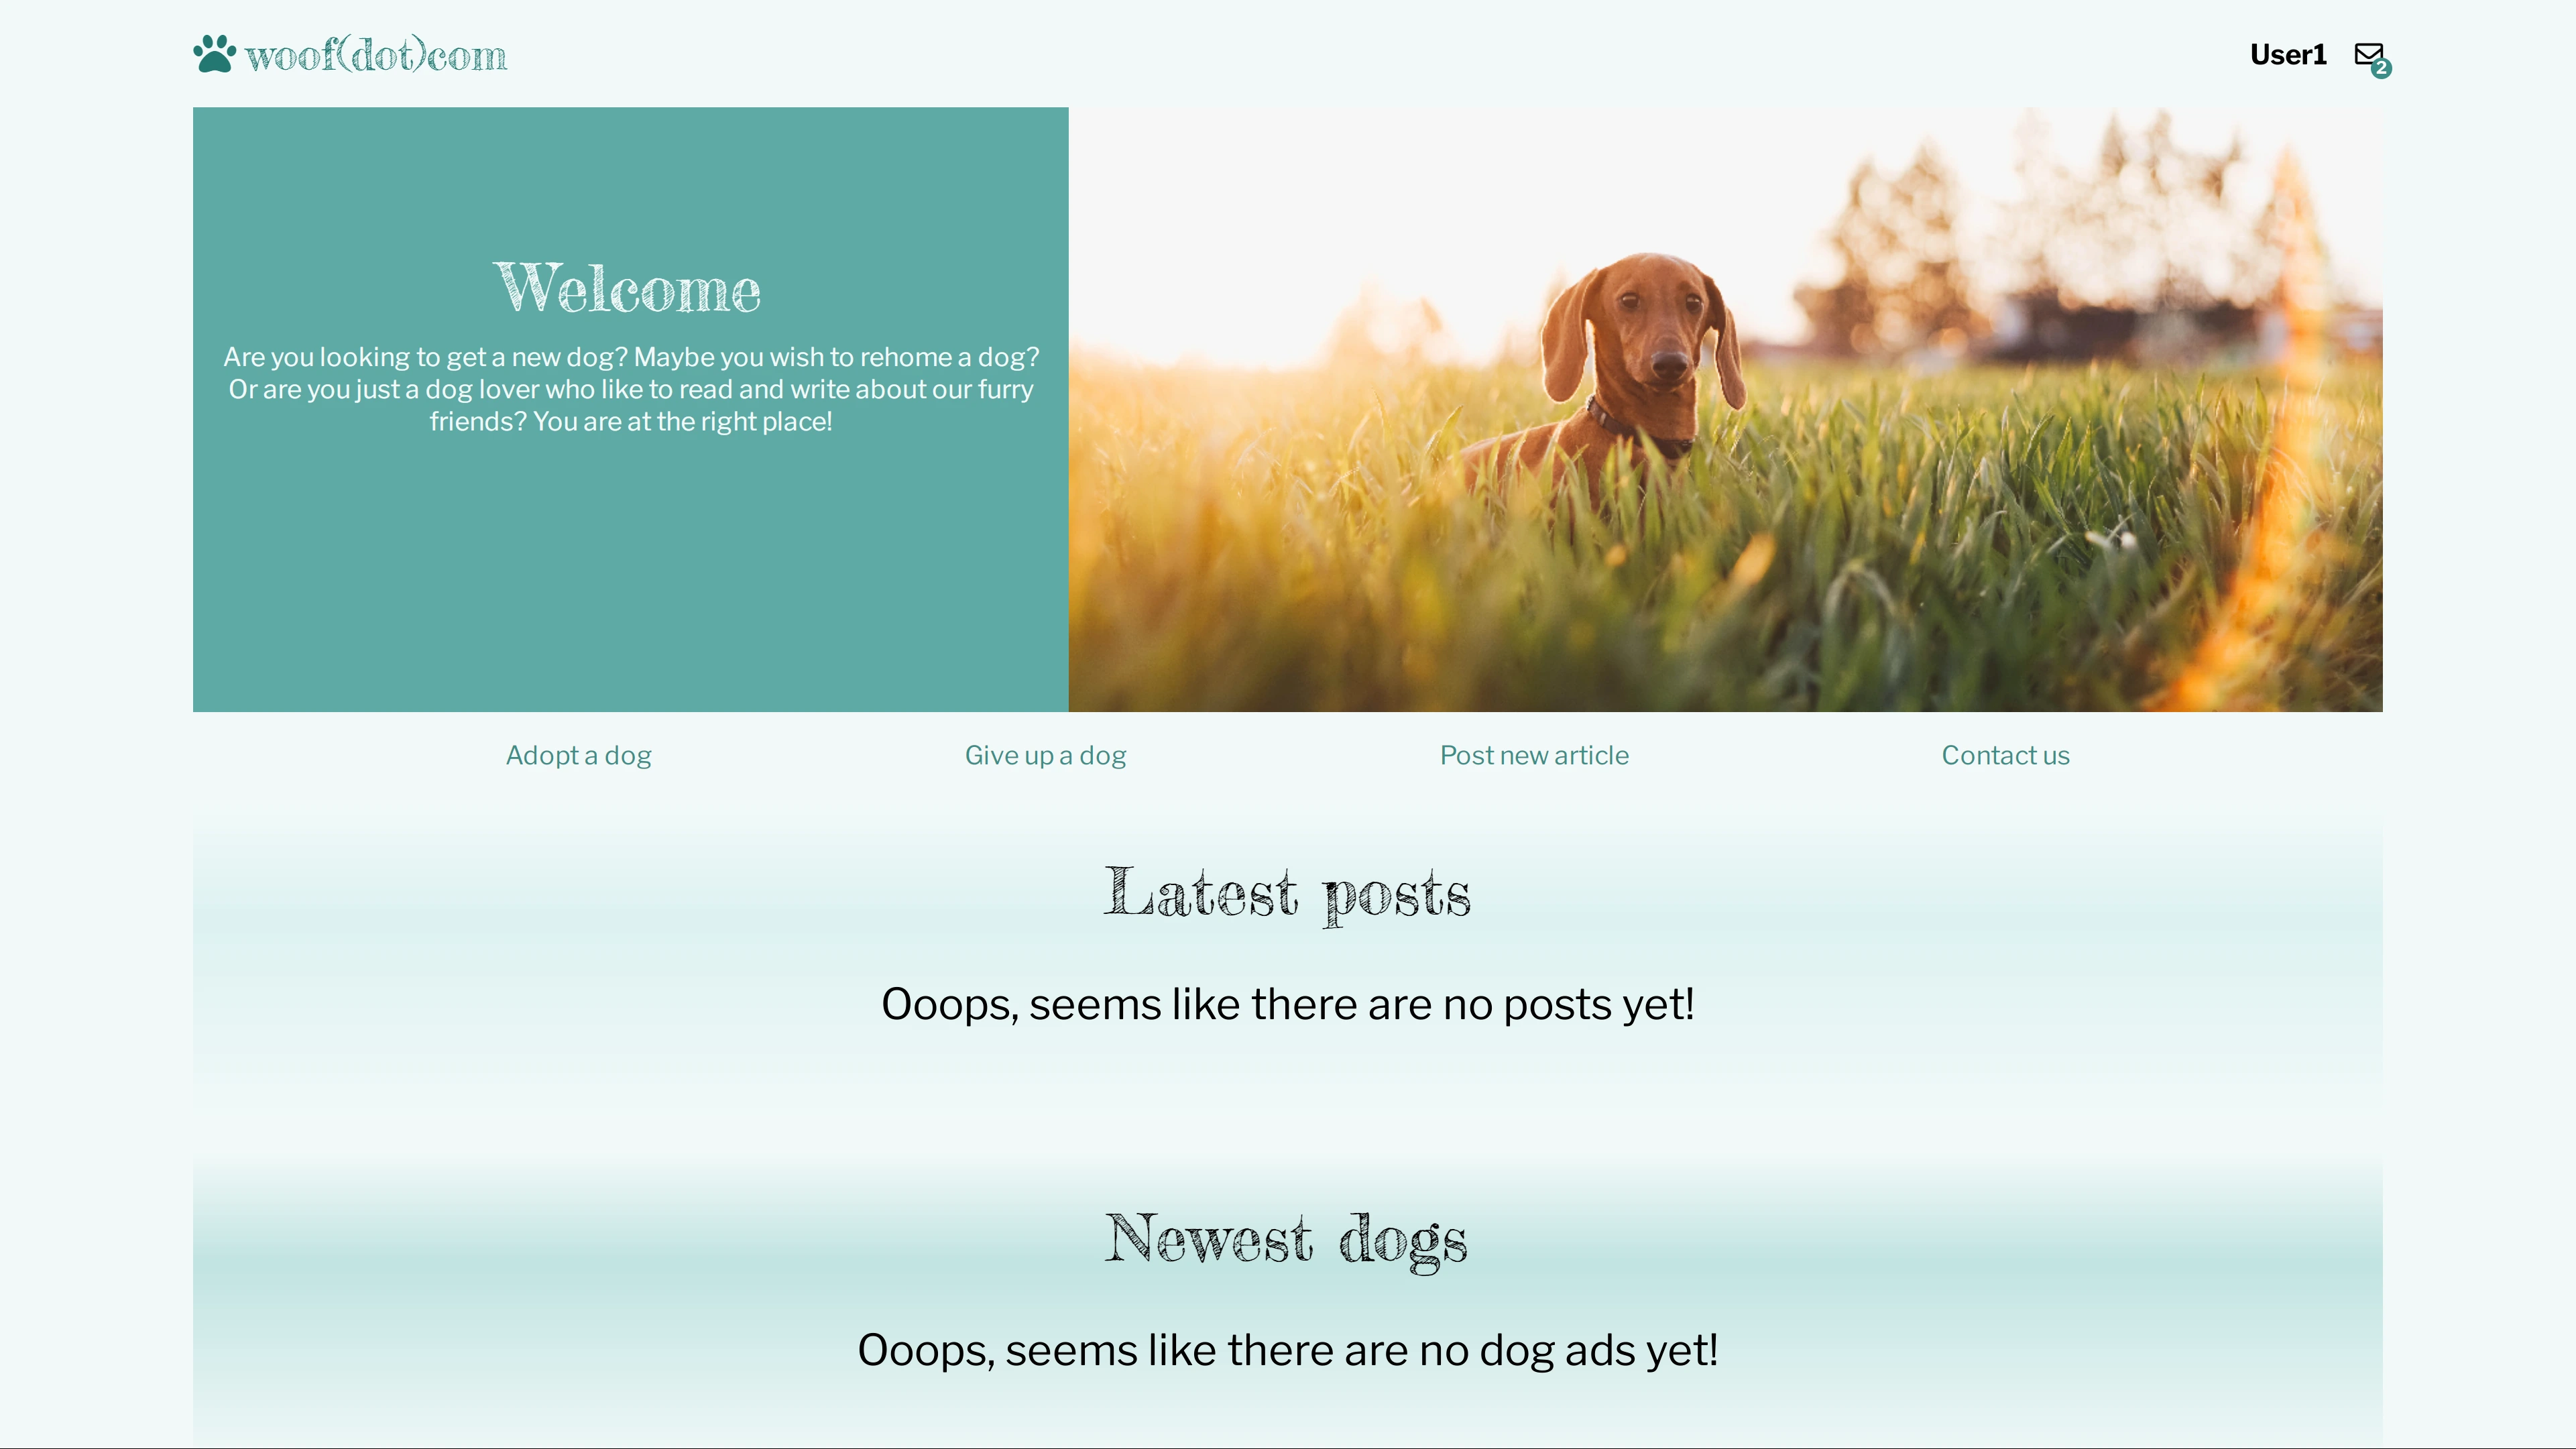 woof(dot)com
User1
2
Welcome
Are you looking to get a new dog? Maybe you wish to rehome a dog?
Or are you just a dog lover who like to read and write about our furry
friends? You are at the right place!
Adopt a dog
Give up a dog
Post new article
Contact us
Latest posts
Ooops, seems like there are no posts yet!
Newest dogs
Ooops, seems like there are no dog ads yet!